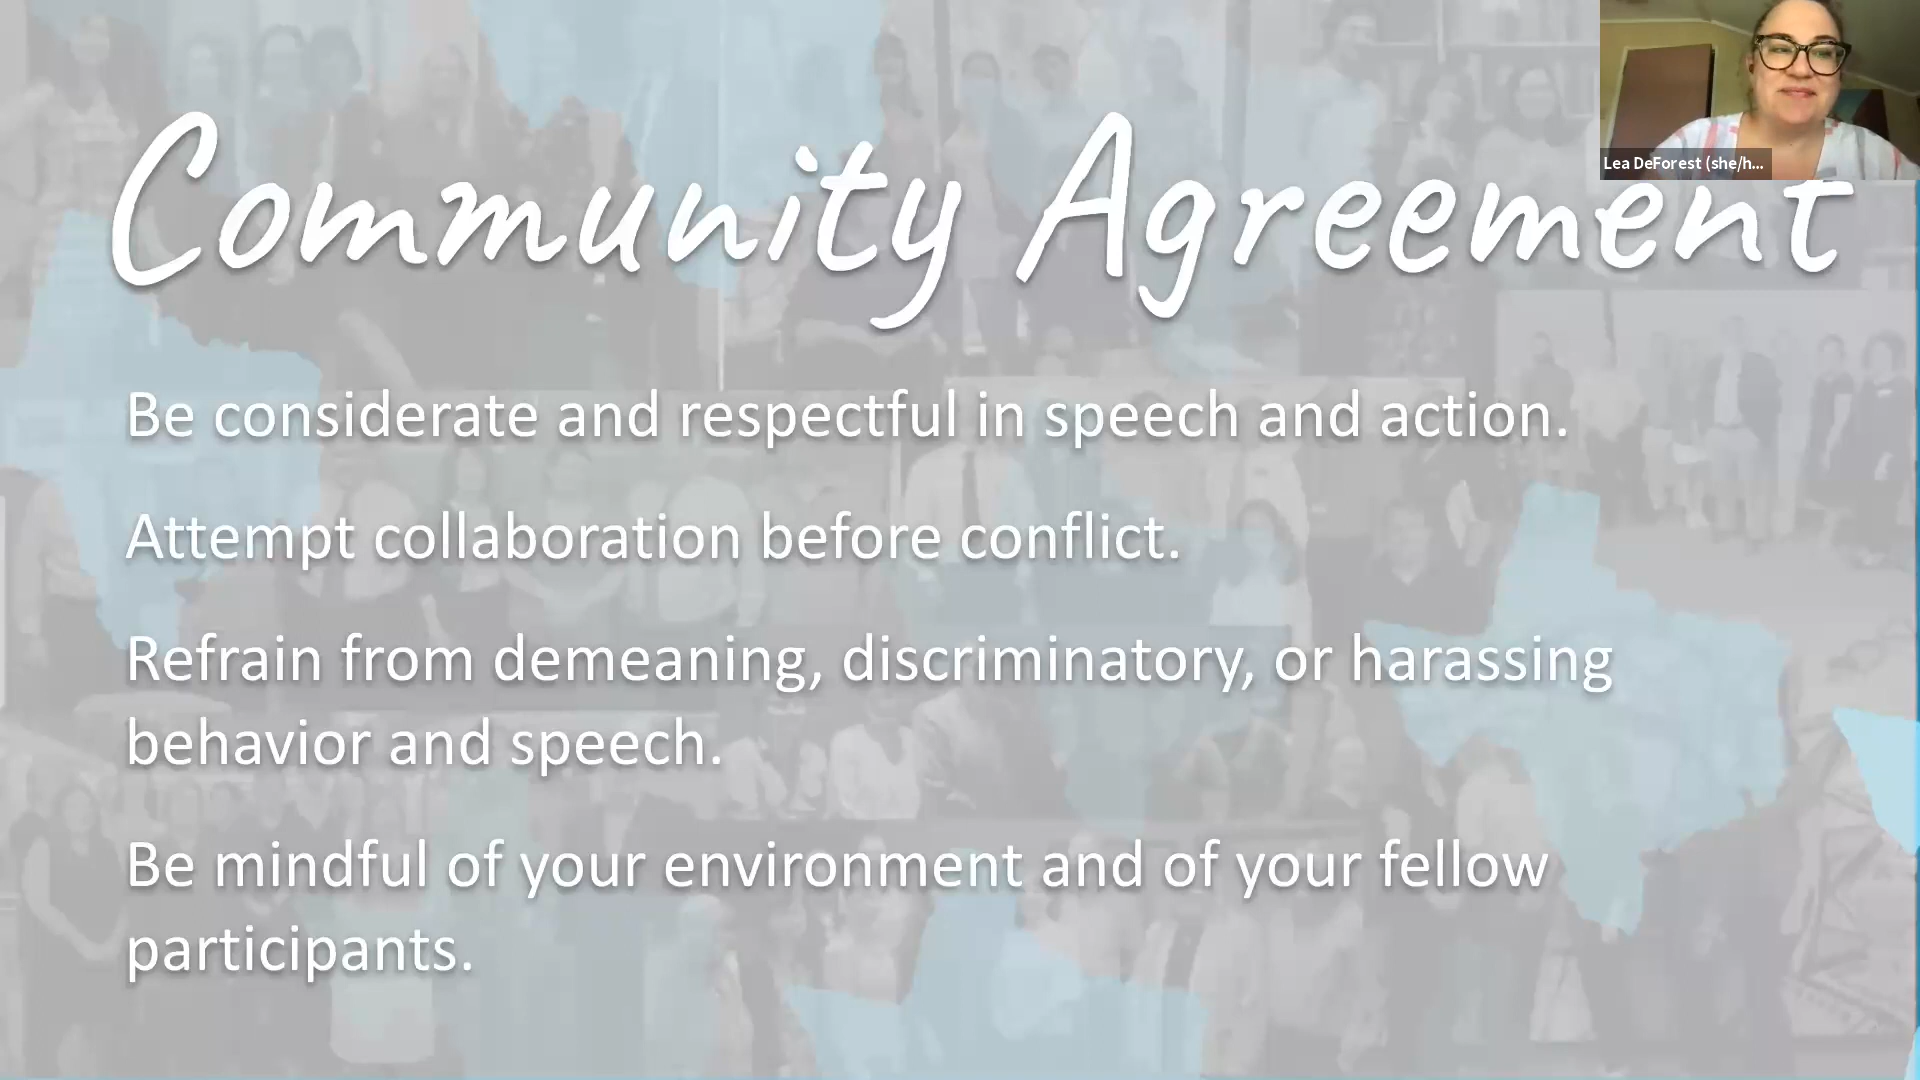 Lea DeForest (she/h...
Community Agreement
Be considerate and respectful in speech and action.
Attempt collaboration before conflict.
Refrain from demeaning, discriminatory, or harassing
behavior and speech.
Be mindful of your environment and of your fellow
participants.